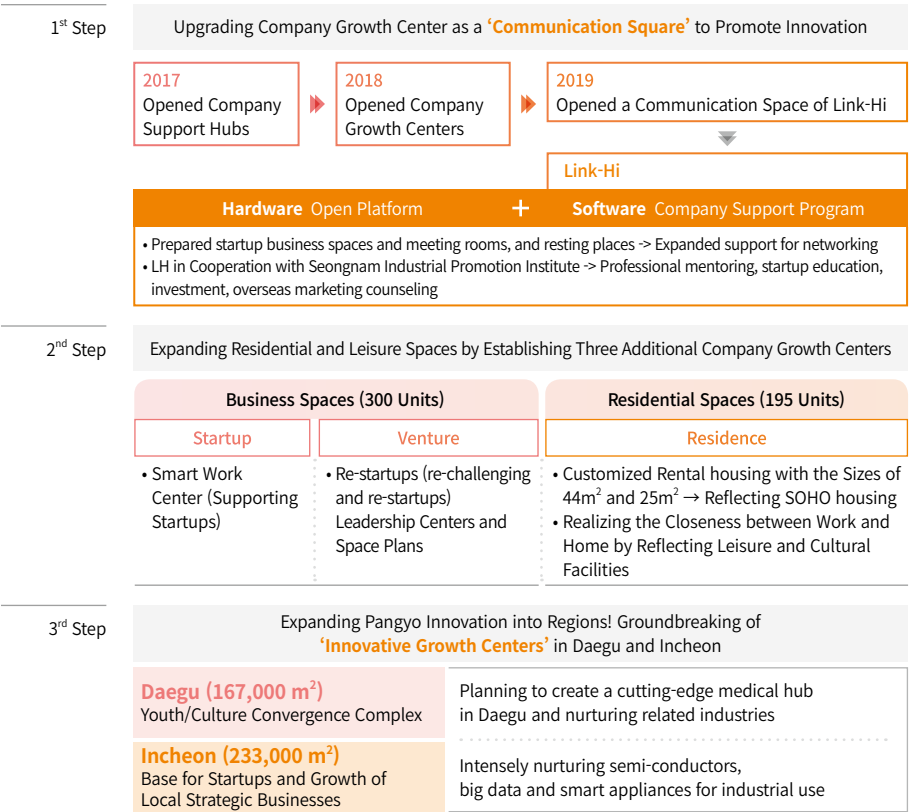 1st Step
Upgrading Company Growth Center as a ‘Communication Square’ to Promote Innovation
2017
Opened Company
Support Hubs
2018
Opened Company
Growth Centers
2019
Opened a Communication Space of Link-Hi
Link-Hi
Hardware Open Platform + Software Company Support Program
• Prepared startup business spaces and meeting rooms, and resting places -> Expanded support for networking
• LH in Cooperation with Seongnam Industrial Promotion Institute -> Professional mentoring, startup education,
investment, overseas marketing counseling
2nd Step
Expanding Residential and Leisure Spaces by Establishing Three Additional Company Growth Centers
Business Spaces (300 Units)
Startup
• Smart Work
Center (Supporting
Startups)
Venture
• Re-startups (re-challenging
and re-startups)
Leadership Centers and
Space Plans
Residential Spaces (195 Units)
Residence
• Customized Rental housing with the Sizes of
44m² and 25m² → Reflecting SOHO housing
• Realizing the Closeness between Work and
Home by Reflecting Leisure and Cultural
Facilities
3rd Step
Expanding Pangyo Innovation into Regions! Groundbreaking of
‘Innovative Growth Centers’ in Daegu and Incheon
Daegu (167,000 m²)
Youth/Culture Convergence Complex
Planning to create a cutting-edge medical hub
in Daegu and nurturing related industries
Incheon (233,000 m²)
Base for Startups and Growth of
Local Strategic Businesses
Intensely nurturing semi-conductors,
big data and smart appliances for industrial use